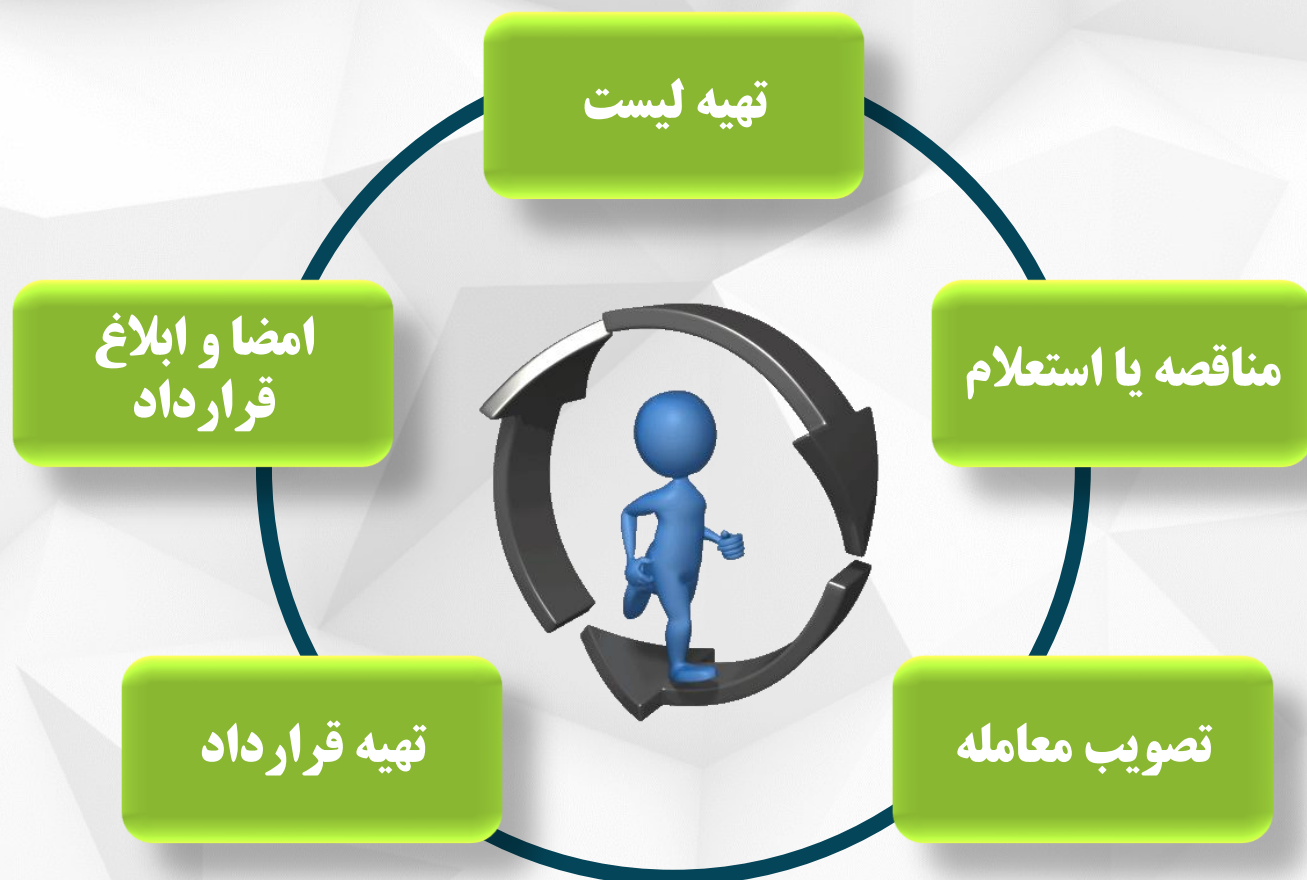 تهیه لیست
مناقصه یا استعلام
تصویب معامله
تهیه قرارداد
امضا و ابلاغ
قرارداد